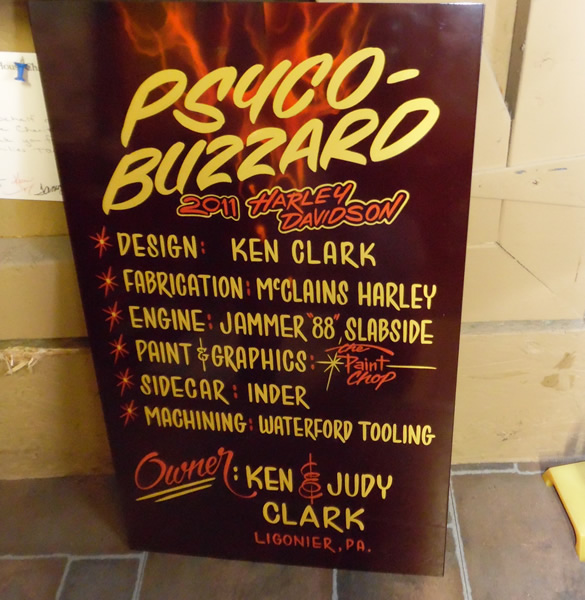 PSYCO-
BUZZARD
2011 HARLEY
DAVIDSON
DESIGN: KEN CLARK
FABRICATION: McCLAINS HARLEY
ENGINE: JAMMER "88", SLABSIDE
PAINT & GRAPHICS: the Paint Chop
SIDECAR: INDER
MACHINING: WATERFORD TOOLING
Owner: KEN & JUDY
CLARK
LIGONIER, PA.